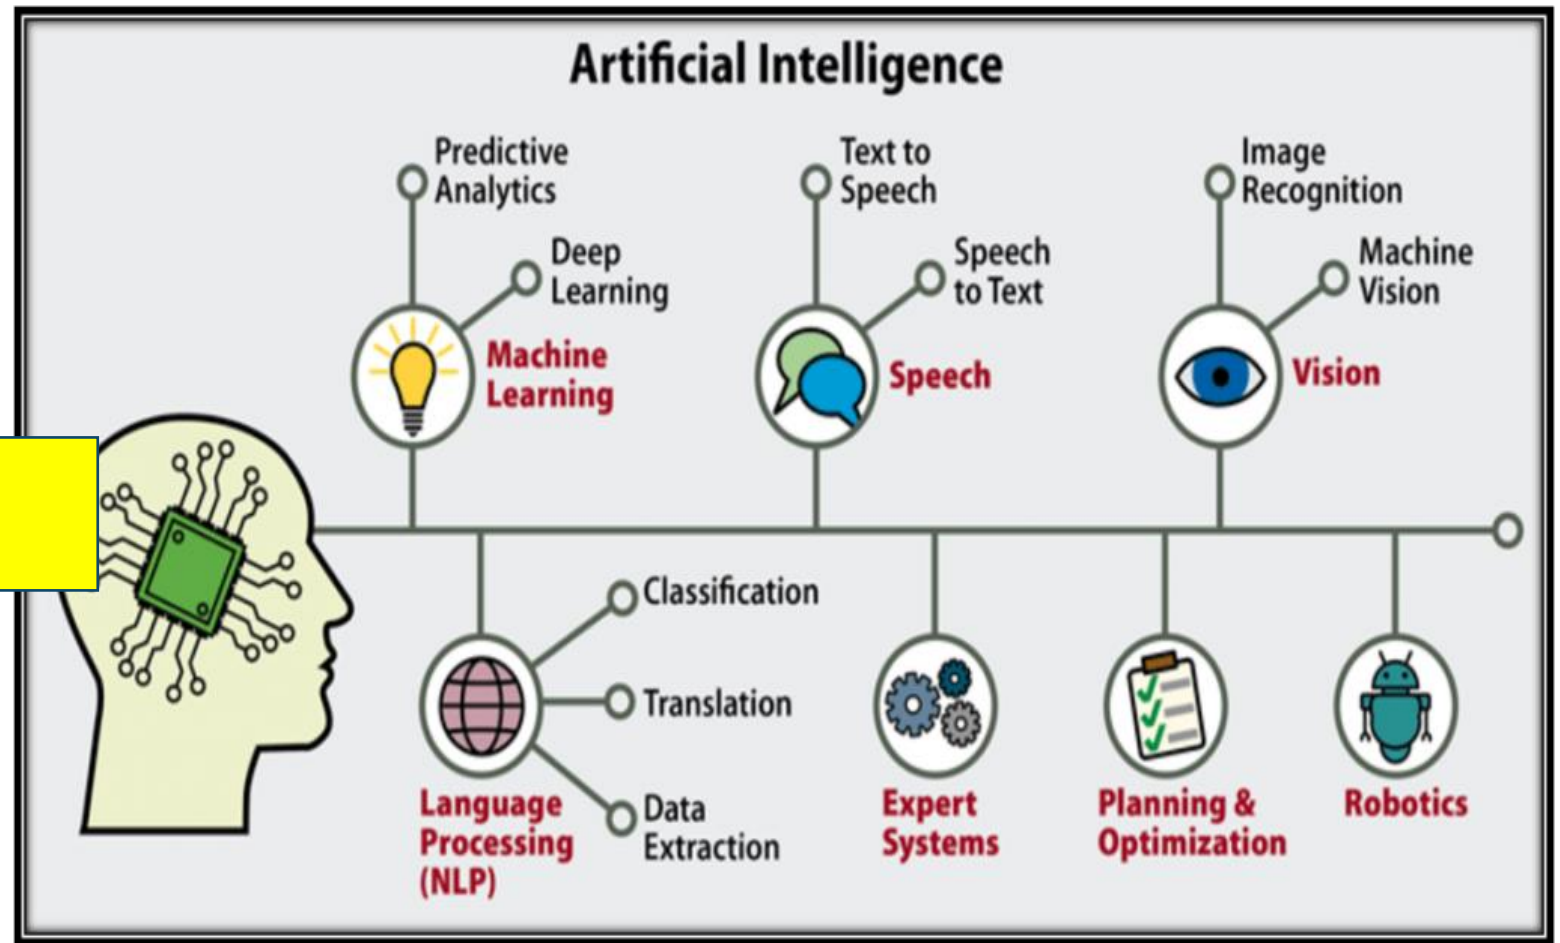 Artificial Intelligence
Predictive
Analytics
Deep
Learning
Machine
Learning
Text to
Speech
Speech
to Text
Speech
Image
Recognition
Machine
Vision
Vision
Classification
Translation
Data
Extraction
Language
Processing
(NLP)
Expert
Systems
Planning &
Optimization
Robotics